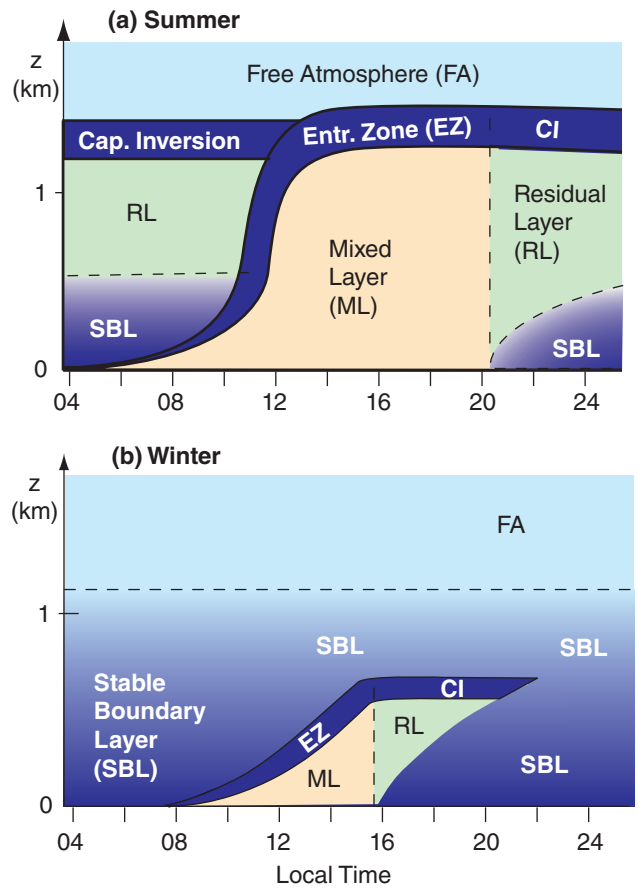 (a) Summer
z
(km)
Free Atmosphere (FA)
Cap. Inversion
Entr. Zone (EZ)
CI
1
RL
Residual
Layer
(RL)
Mixed
Layer
(ML)
SBL
SBL
0
04 08 12 16 20 24
(b) Winter
z
(km)
FA
1
SBL
SBL
Stable
Boundary
Layer
(SBL)
CI
EZ
RL
ML
SBL
0
04 08 12 16 20 24
Local Time